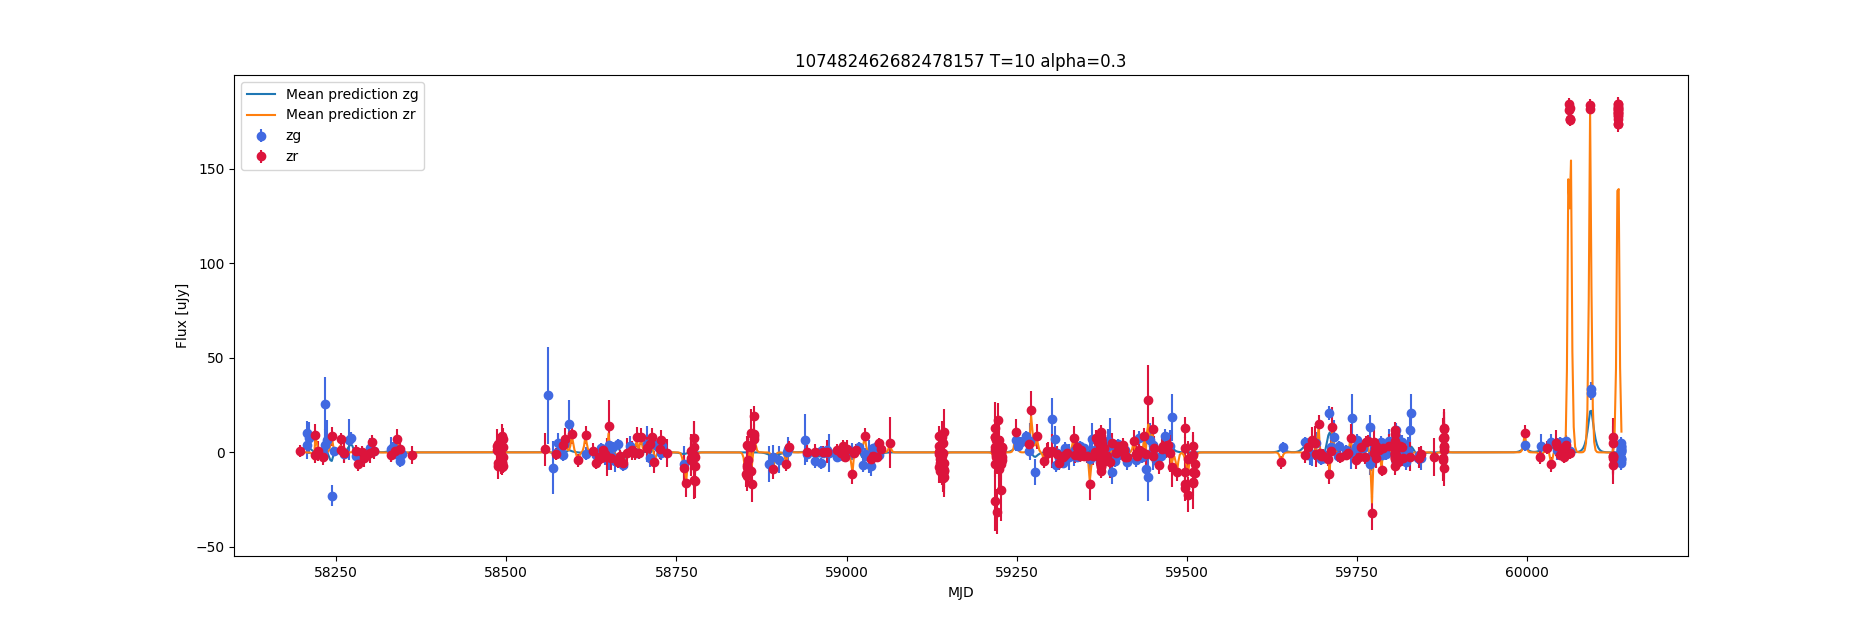 107482462682478157 T=10 alpha=0.3
Mean prediction zg
Mean prediction zr
zg
zr
Flux [uJy]
150
100
50
0
−50
58250 58500 58750 59000 59250 59500 59750 60000
MJD